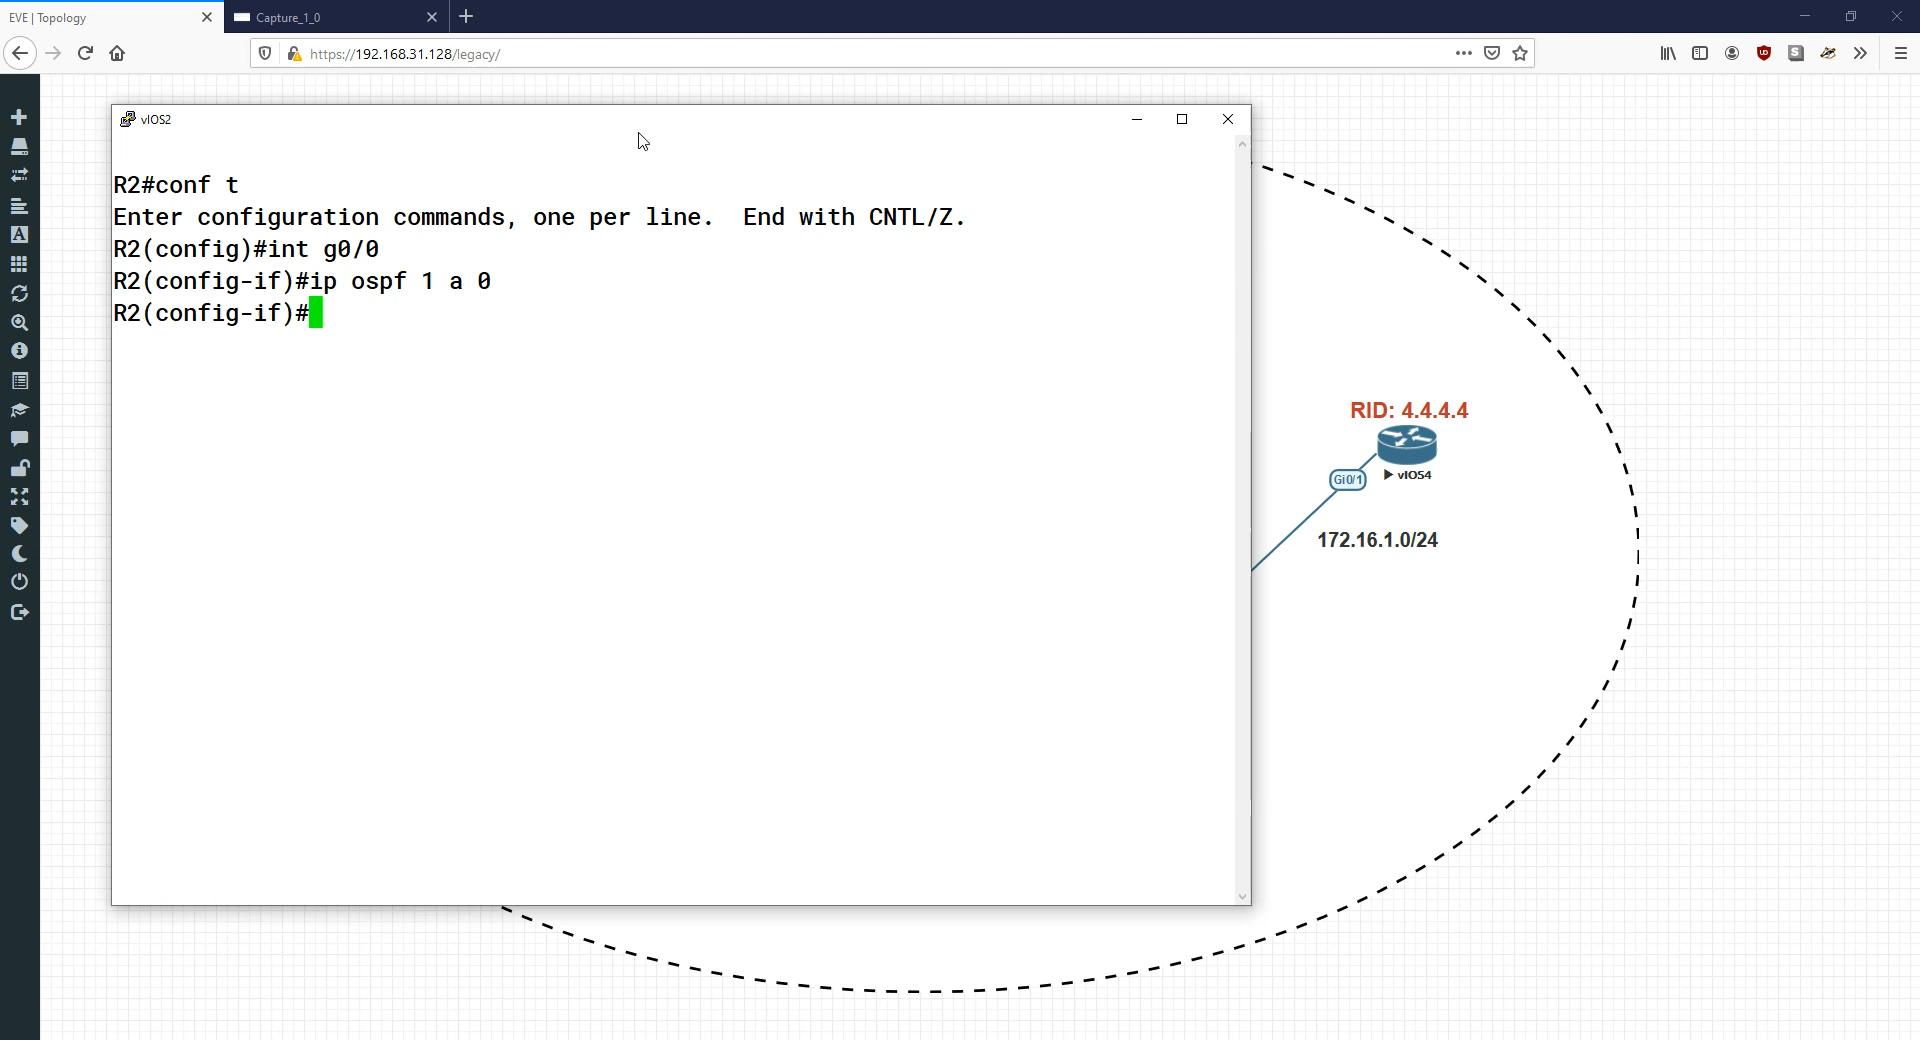 EVE | Topology
Capture_1_0
https://192.168.31.128/legacy/
vIOS2
R2#conf t
Enter configuration commands, one per line.  End with CNTL/Z.
R2(config)#int g0/0
R2(config-if)#ip ospf 1 a 0
R2(config-if)#
RID: 4.4.4.4
vIOS4
Gi0/1
172.16.1.0/24